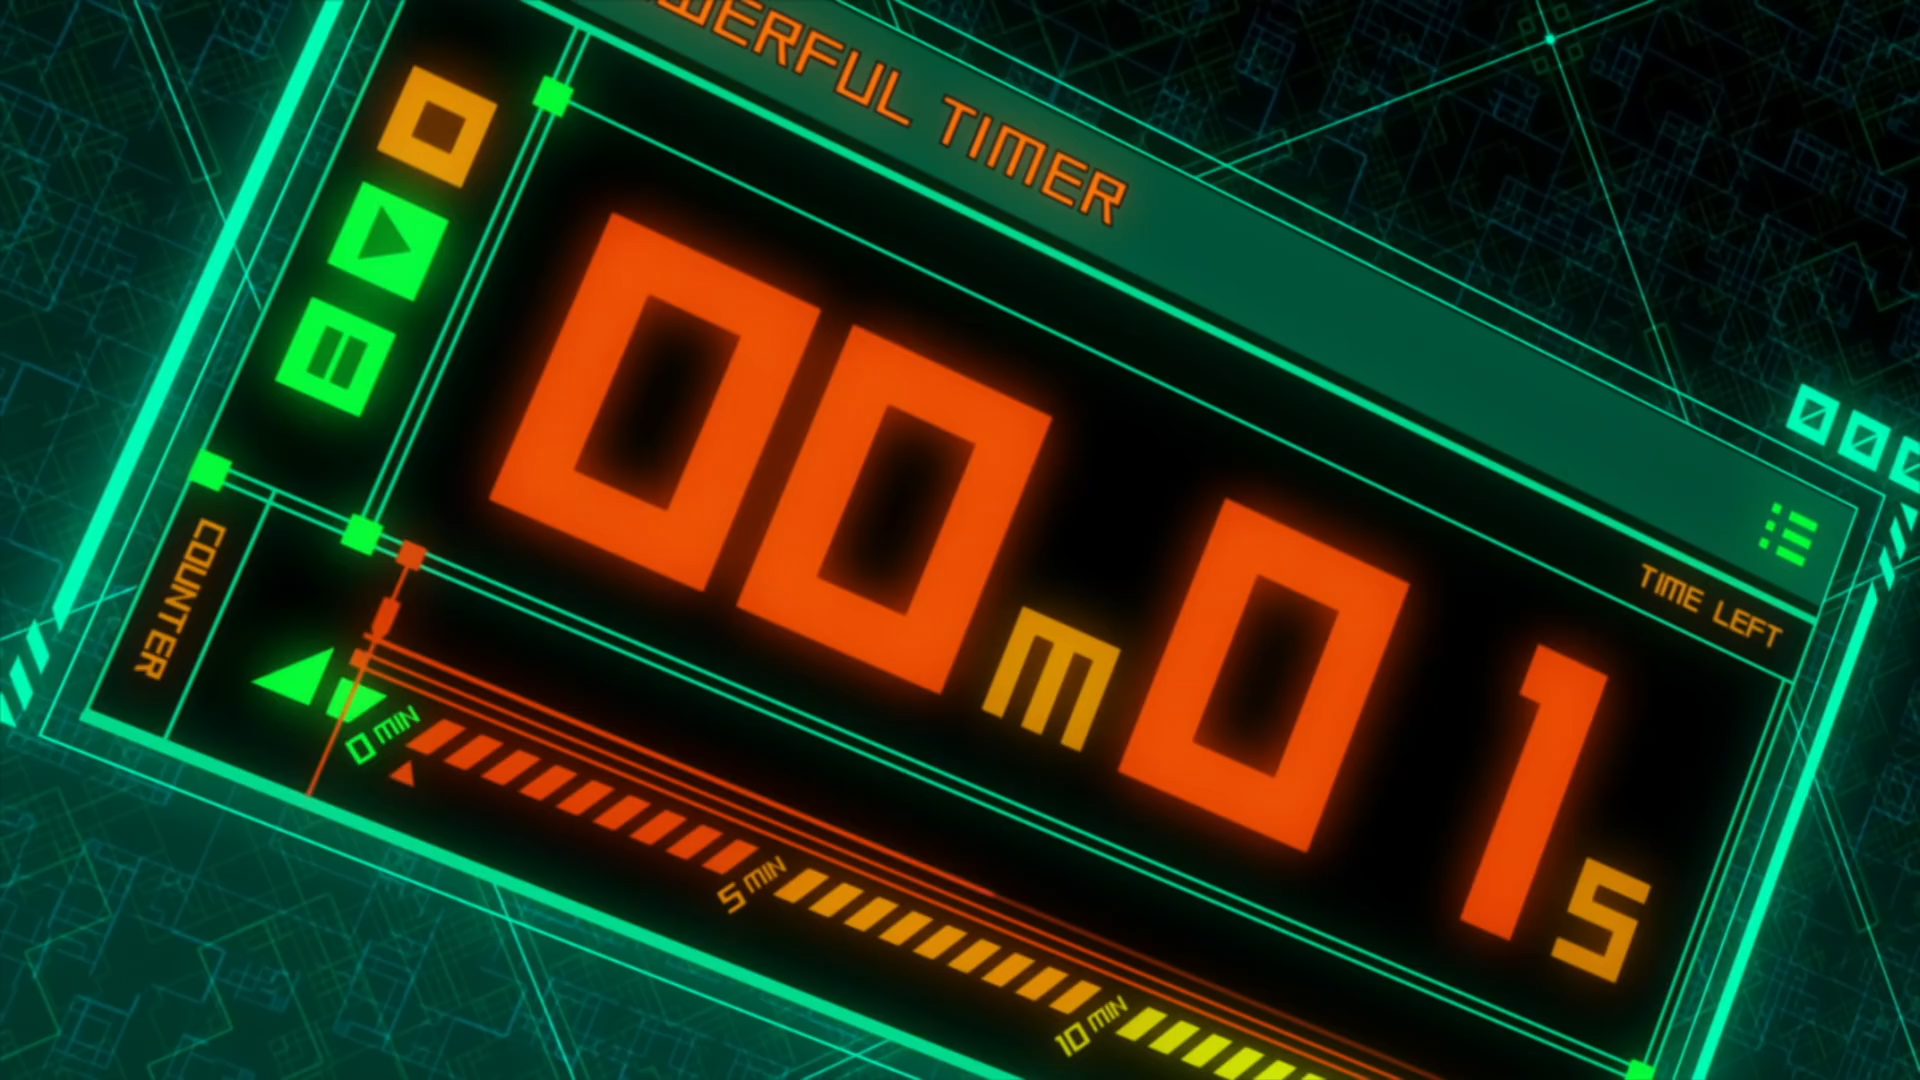 WERFUL TIMER
TIME LEFT
00m01s
COUNTER
0 MIN
5 MIN
10 MIN